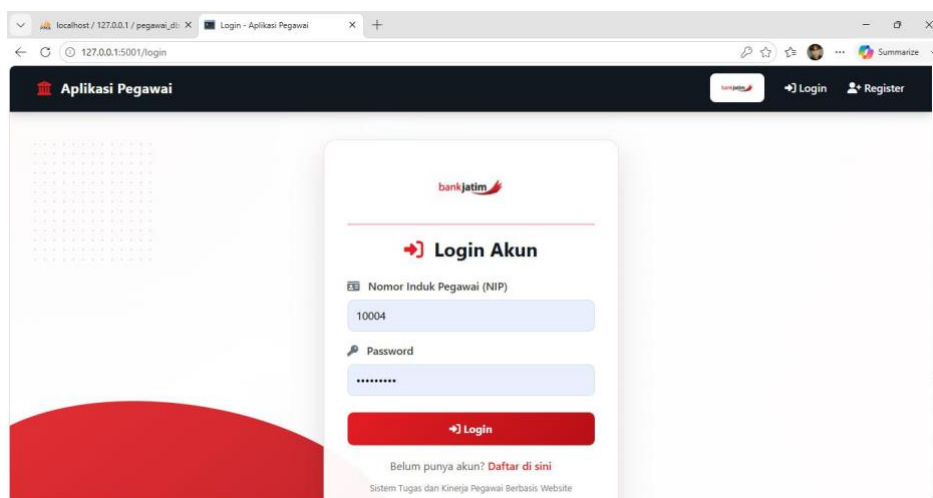 localhost / 127.0.0.1 / pegawai_di
Login - Aplikasi Pegawai
127.0.0.1:5001/login
Summarize
Aplikasi Pegawai
bankjatim
Login
Register
bankjatim
Login Akun
Nomor Induk Pegawai (NIP)
10004
Password
•••••••••
Login
Belum punya akun? Daftar di sini
Sistem Tugas dan Kinerja Pegawai Berbasis Website